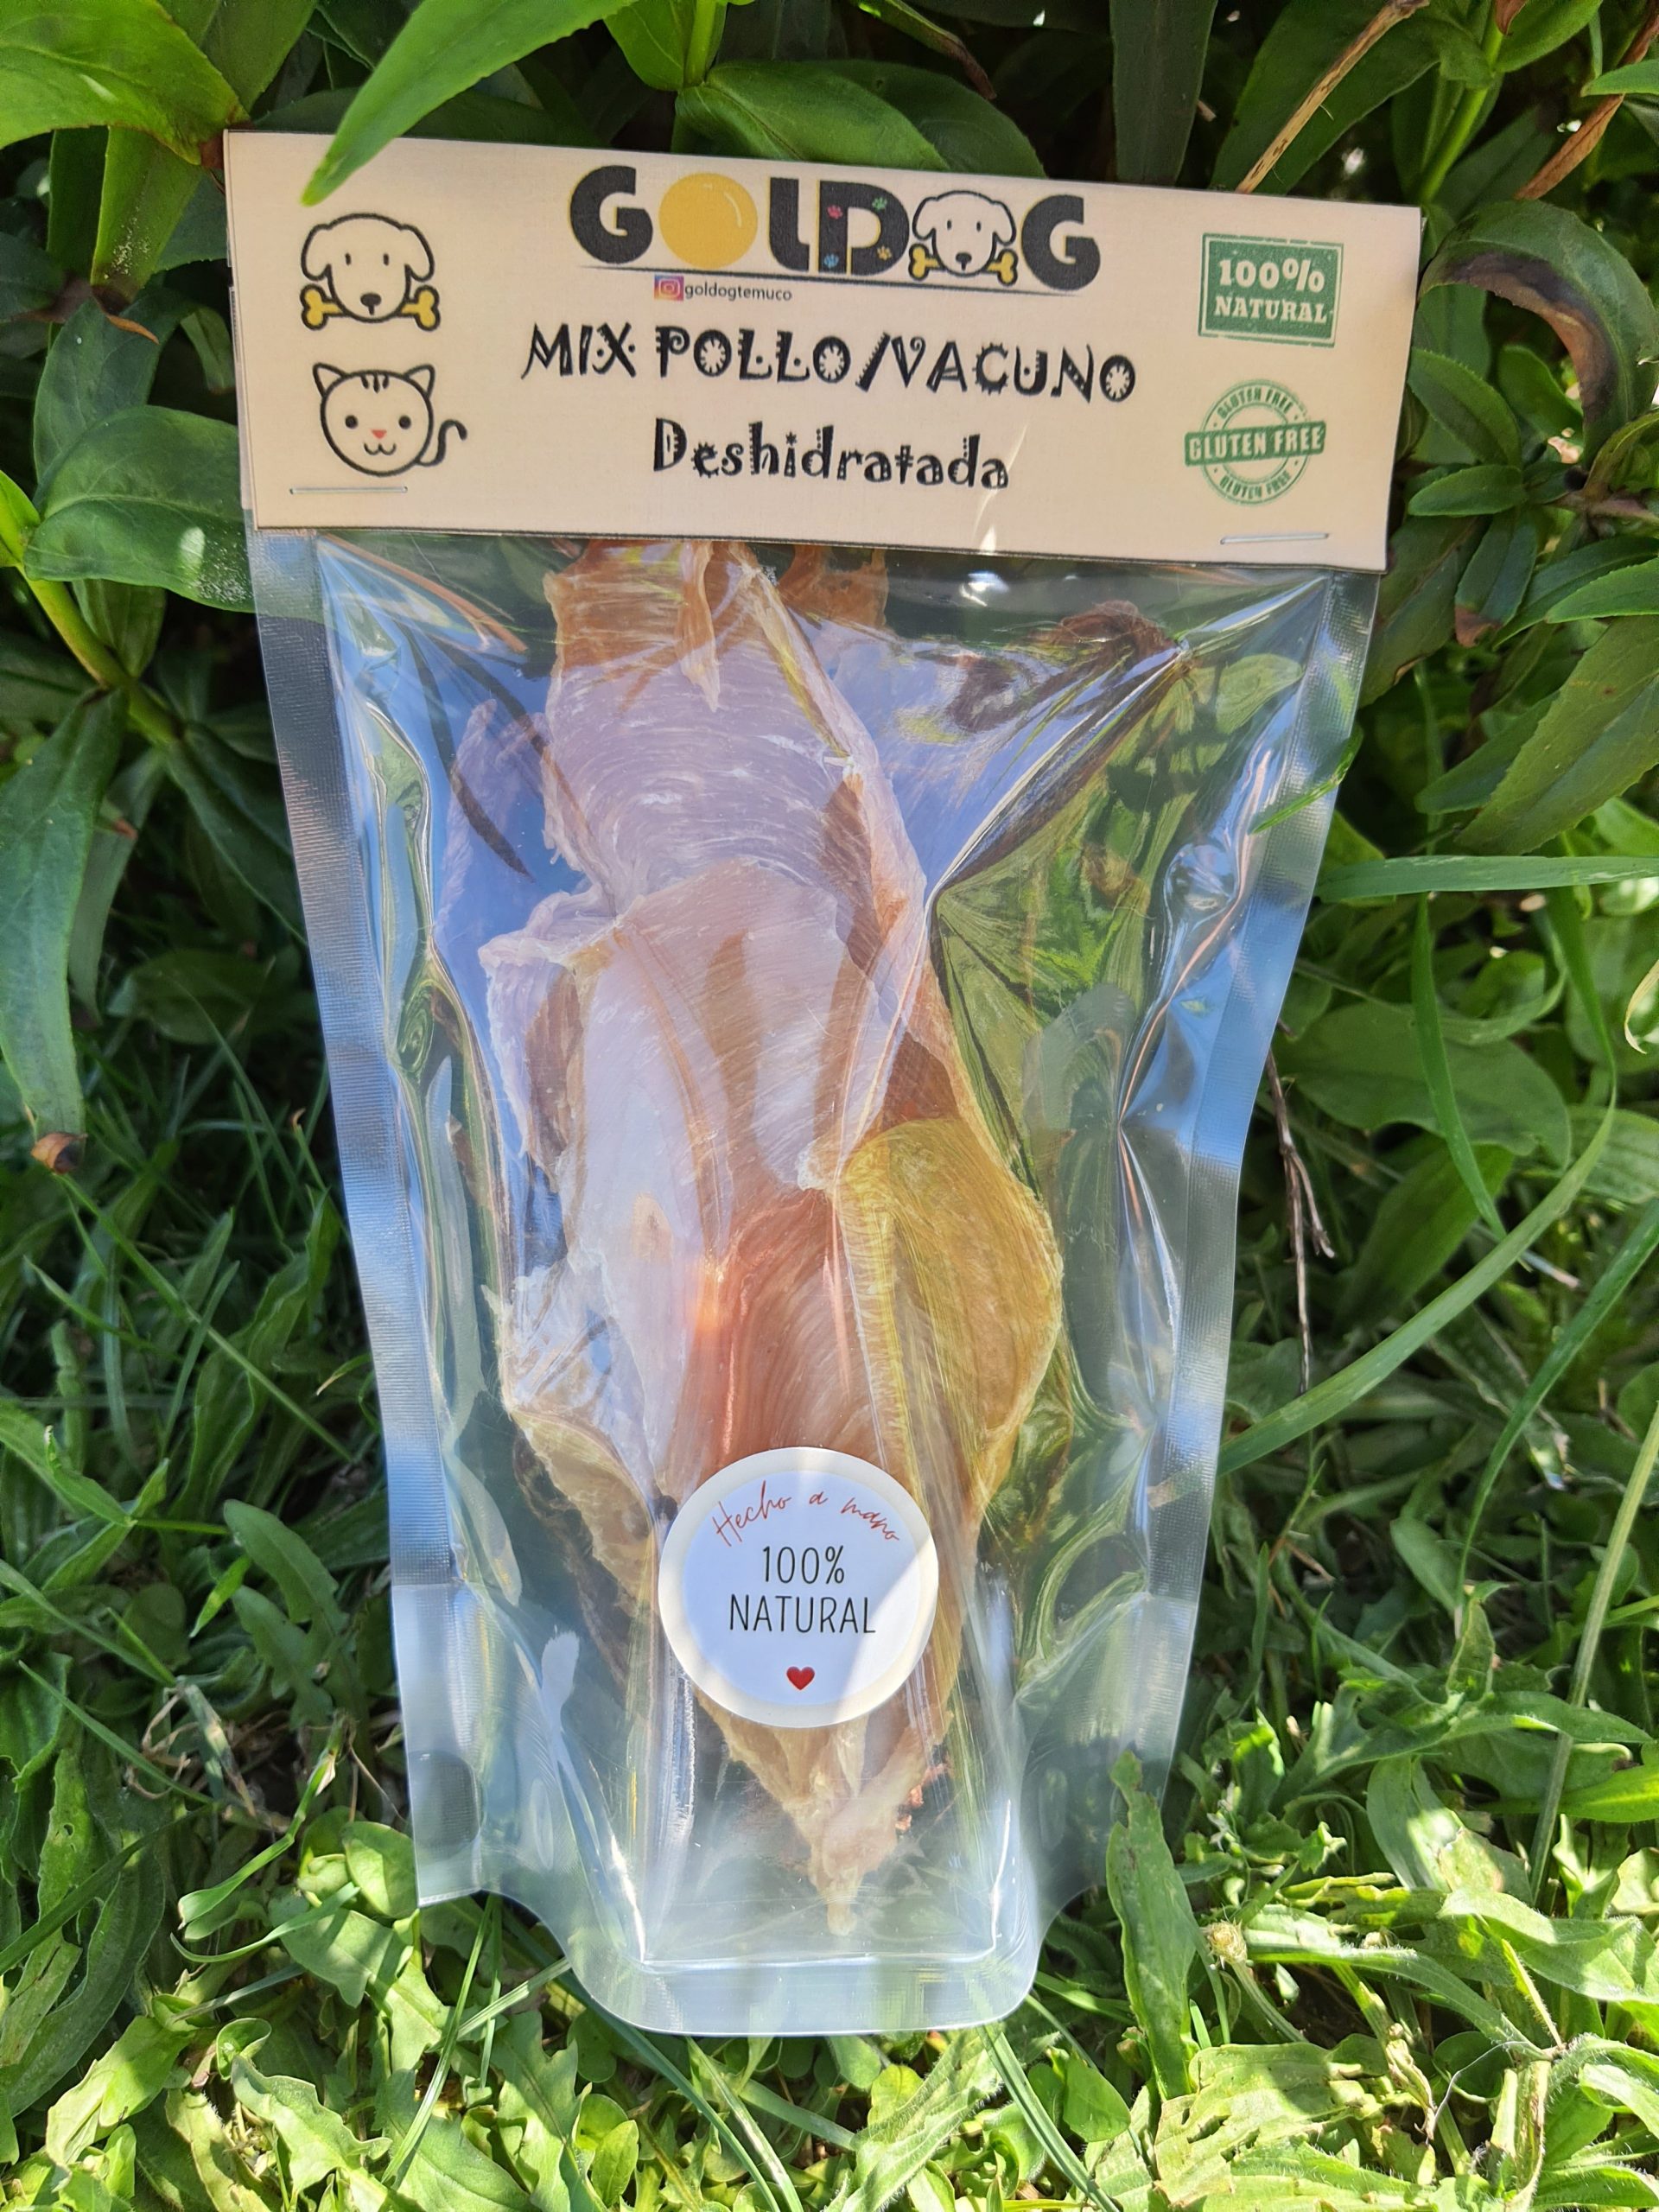 GOLDOG
goldogtemuco
MIX POLLO/VACUNO
Deshidratada
100%
NATURAL
GLUTEN FREE
GLUTEN FREE
GLUTEN FREE
Hecho a mano
100%
NATURAL